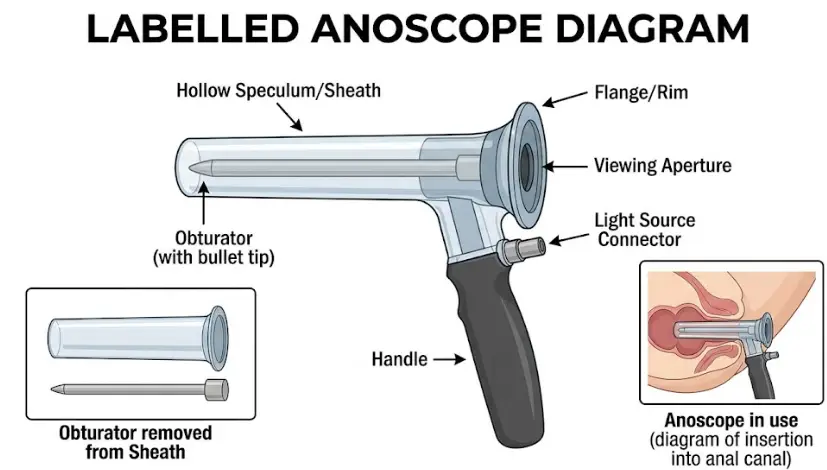 LABELLED ANOSCOPE DIAGRAM
Hollow Speculum/Sheath
Flange/Rim
Viewing Aperture
Light Source
Connector
Obturator
(with bullet tip)
Handle
Obturator removed
from Sheath
Anoscope in use
(diagram of insertion
into anal canal)